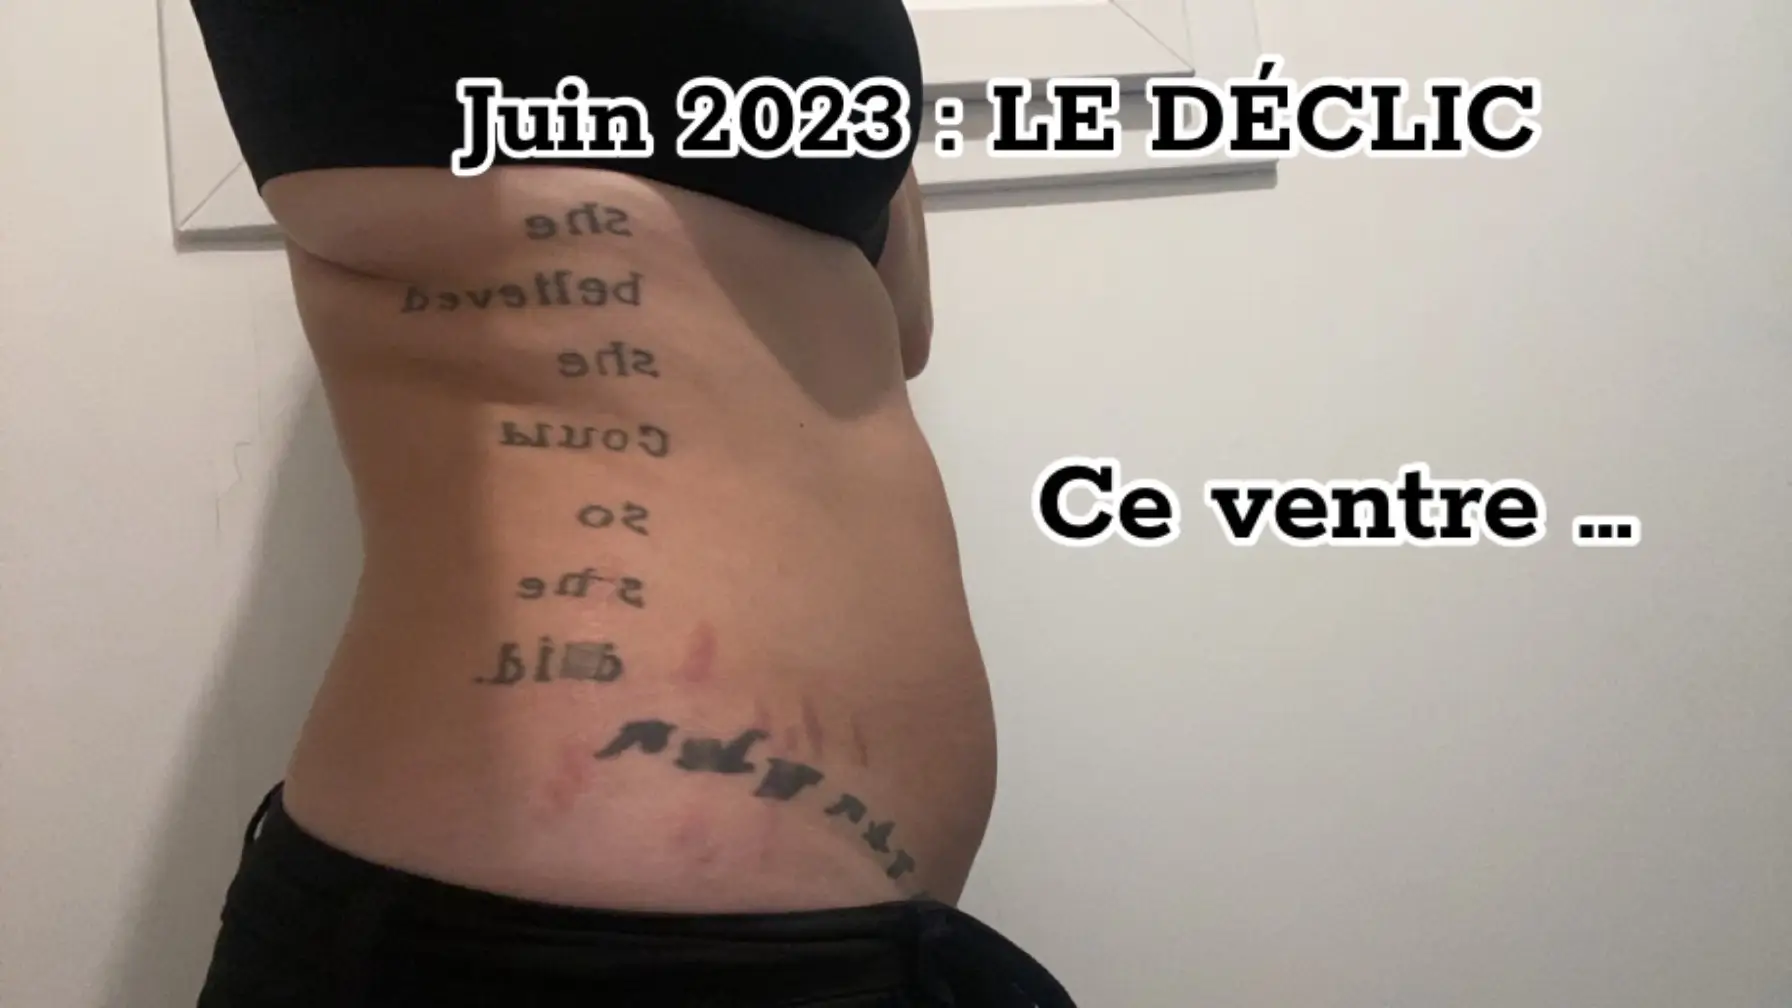 Juin 2023 : LE DÉCLIC
she
believed
she
could
so
she
did.
Ce ventre ...